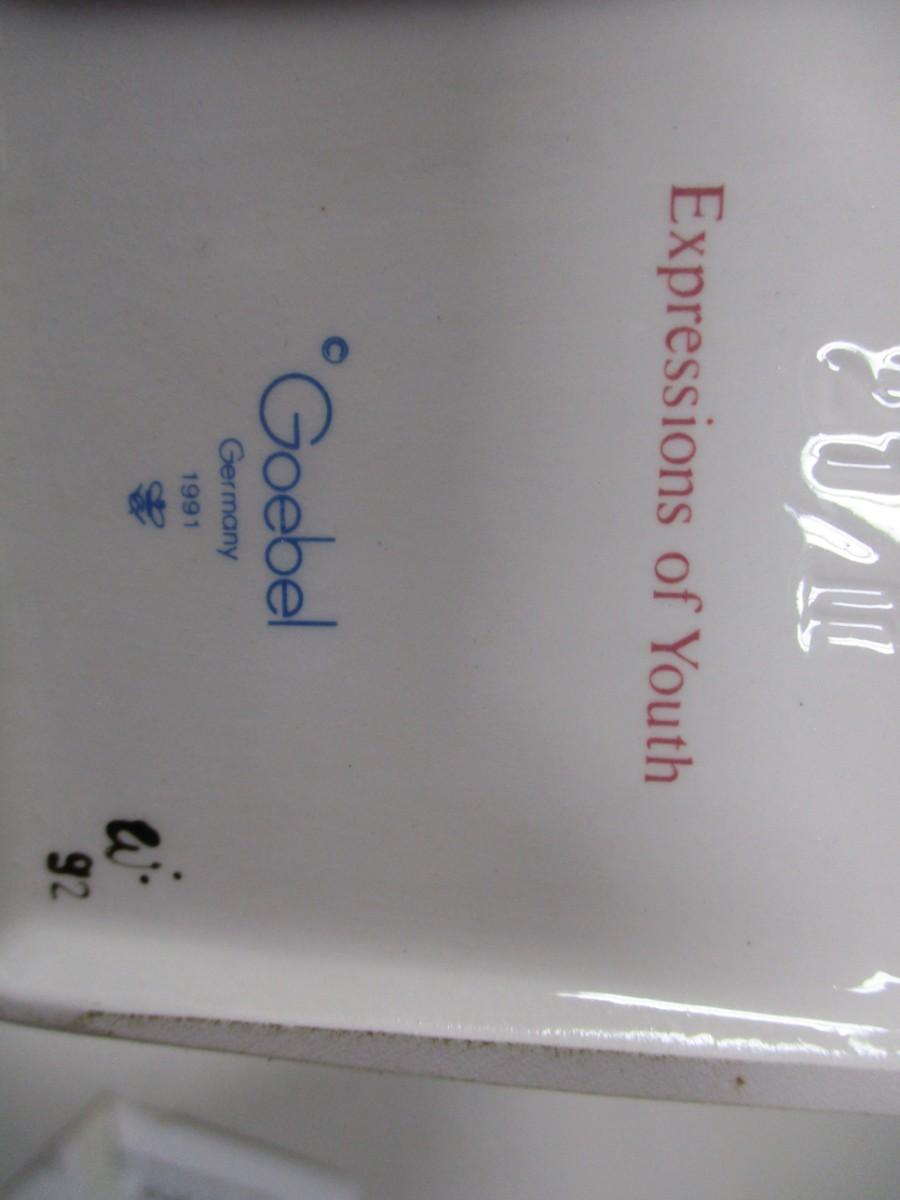 Expressions of Youth
© Goebel
Germany
1991
92